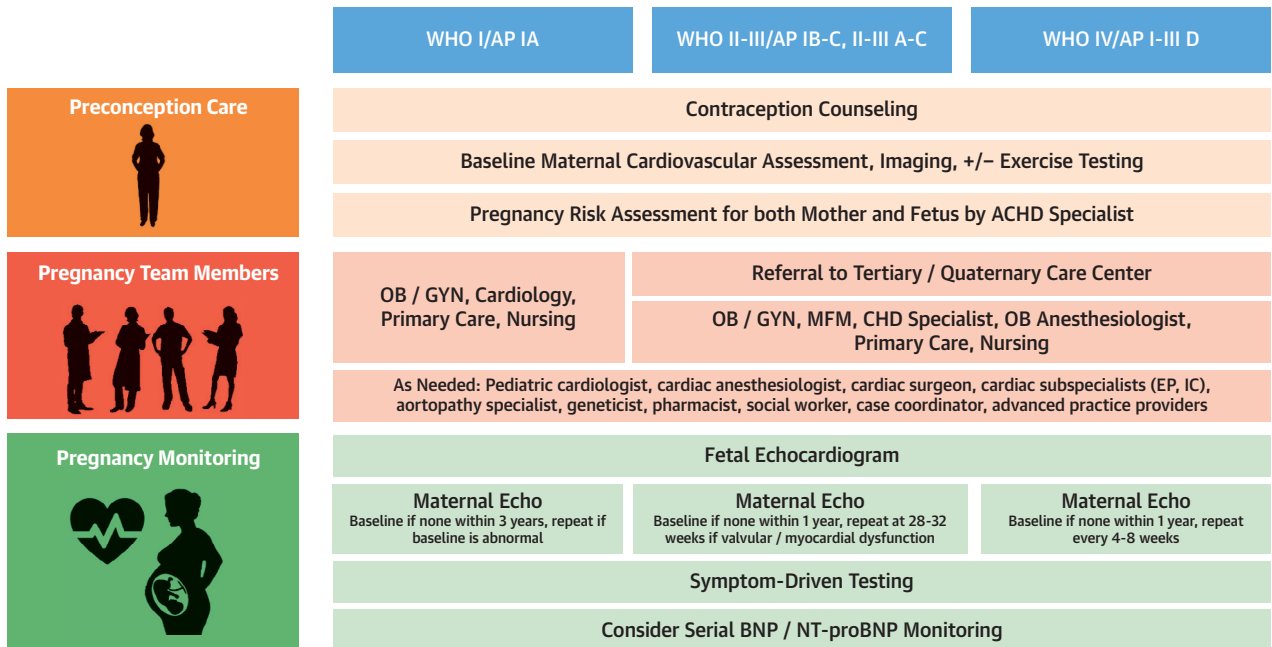 WHO I/AP IA
WHO II-III/AP IB-C, II-III A-C
WHO IV/AP I-III D
Preconception Care
Contraception Counseling
Baseline Maternal Cardiovascular Assessment, Imaging, +/– Exercise Testing
Pregnancy Risk Assessment for both Mother and Fetus by ACHD Specialist
Pregnancy Team Members
OB / GYN, Cardiology,
Primary Care, Nursing
Referral to Tertiary / Quaternary Care Center
OB / GYN, MFM, CHD Specialist, OB Anesthesiologist,
Primary Care, Nursing
As Needed: Pediatric cardiologist, cardiac anesthesiologist, cardiac surgeon, cardiac subspecialists (EP, IC),
aortopathy specialist, geneticist, pharmacist, social worker, case coordinator, advanced practice providers
Pregnancy Monitoring
Fetal Echocardiogram
Maternal Echo
Baseline if none within 3 years, repeat if
baseline is abnormal
Maternal Echo
Baseline if none within 1 year, repeat at 28-32
weeks if valvular / myocardial dysfunction
Maternal Echo
Baseline if none within 1 year, repeat
every 4-8 weeks
Symptom-Driven Testing
Consider Serial BNP / NT-proBNP Monitoring